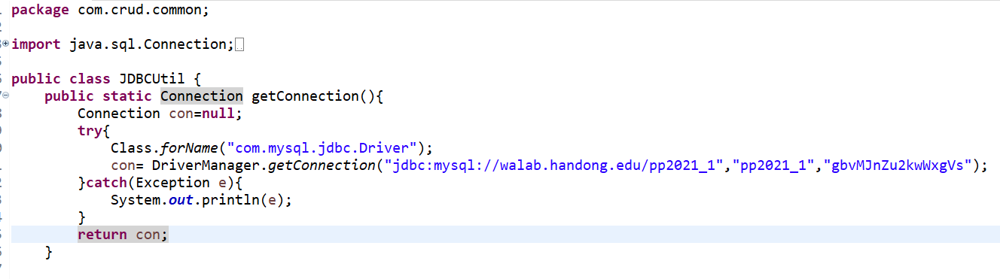 package com.crud.common;
import java.sql.Connection;
public class JDBCUtil {
public static Connection getConnection(){
Connection con=null;
try{
Class.forName("com.mysql.jdbc.Driver");
con= DriverManager.getConnection("jdbc:mysql://walab.handong.edu/pp2021_1","pp2021_1","gbvMJnZu2kwWxgVs");
}catch(Exception e){
System.out.println(e);
}
return con;
}